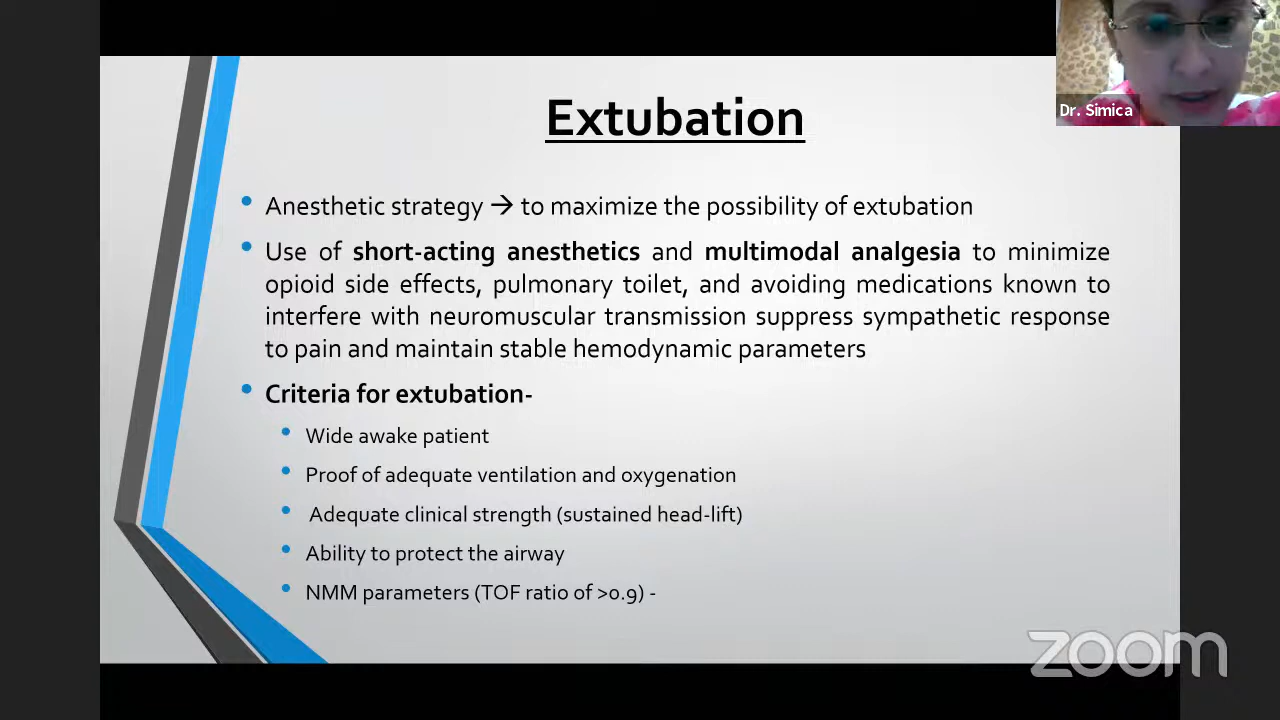 Dr. Simica
Extubation
• Anesthetic strategy → to maximize the possibility of extubation
• Use of short-acting anesthetics and multimodal analgesia to minimize
opioid side effects, pulmonary toilet, and avoiding medications known to
interfere with neuromuscular transmission suppress sympathetic response
to pain and maintain stable hemodynamic parameters
• Criteria for extubation-
• Wide awake patient
• Proof of adequate ventilation and oxygenation
• Adequate clinical strength (sustained head-lift)
• Ability to protect the airway
• NMM parameters (TOF ratio of >0.9) -
zoom